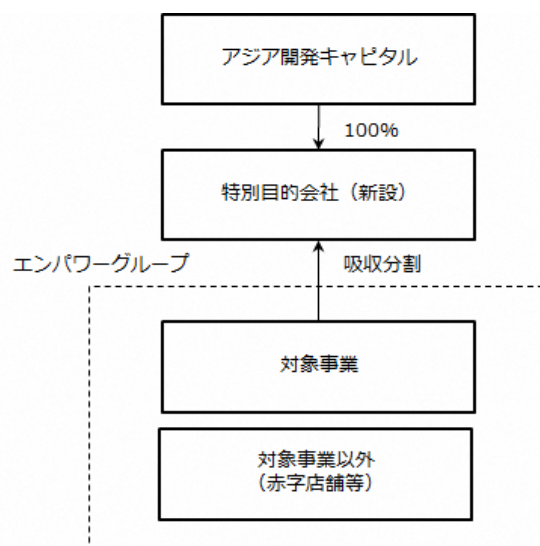 アジア開発キャピタル
100%
特別目的会社（新設）
エンパワーグループ
吸収分割
対象事業
対象事業以外
（赤字店舗等）